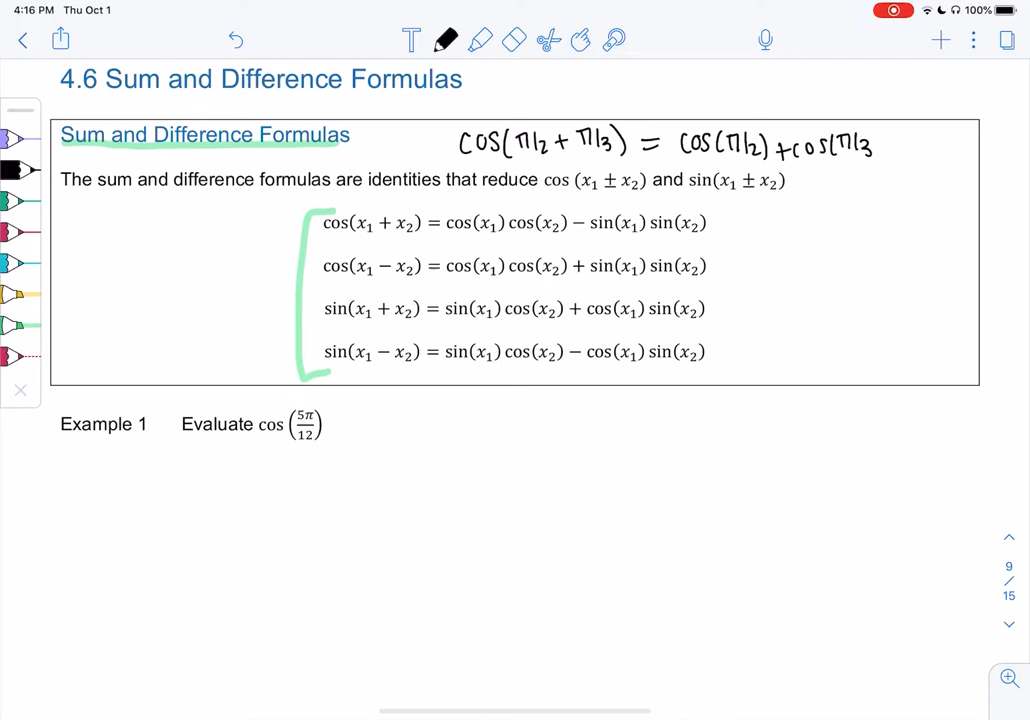 4:16 PM Thu Oct 1 100%
T
4.6 Sum and Difference Formulas
Sum and Difference Formulas cos(π/2 + π/3) = cos(π/2) + cos(π/3
The sum and difference formulas are identities that reduce cos (x₁ ± x₂) and sin(x₁ ± x₂)
cos(x₁ + x₂) = cos(x₁) cos(x₂) − sin(x₁) sin(x₂)
cos(x₁ − x₂) = cos(x₁) cos(x₂) + sin(x₁) sin(x₂)
sin(x₁ + x₂) = sin(x₁) cos(x₂) + cos(x₁) sin(x₂)
sin(x₁ − x₂) = sin(x₁) cos(x₂) − cos(x₁) sin(x₂)
Example 1 Evaluate cos (5π/12)
9
/
15